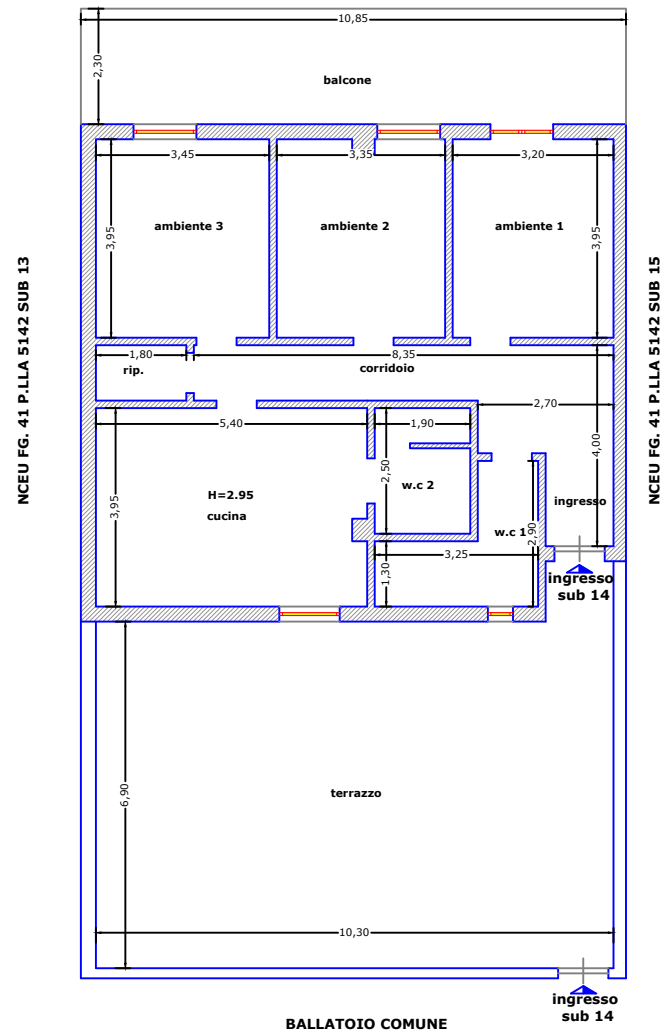 10,85
2,30
balcone
3,45
3,35
3,20
3,95
ambiente 3
ambiente 2
ambiente 1
3,95
NCEU FG. 41 P.LLA 5142 SUB 13
NCEU FG. 41 P.LLA 5142 SUB 15
1,80
8,35
rip.
corridoio
2,70
5,40
1,90
4,00
2,50
w.c 2
H=2.95
cucina
3,95
ingresso
w.c 1
2,90
3,25
1,30
ingresso
sub 14
6,90
terrazzo
10,30
ingresso
sub 14
BALLATOIO COMUNE